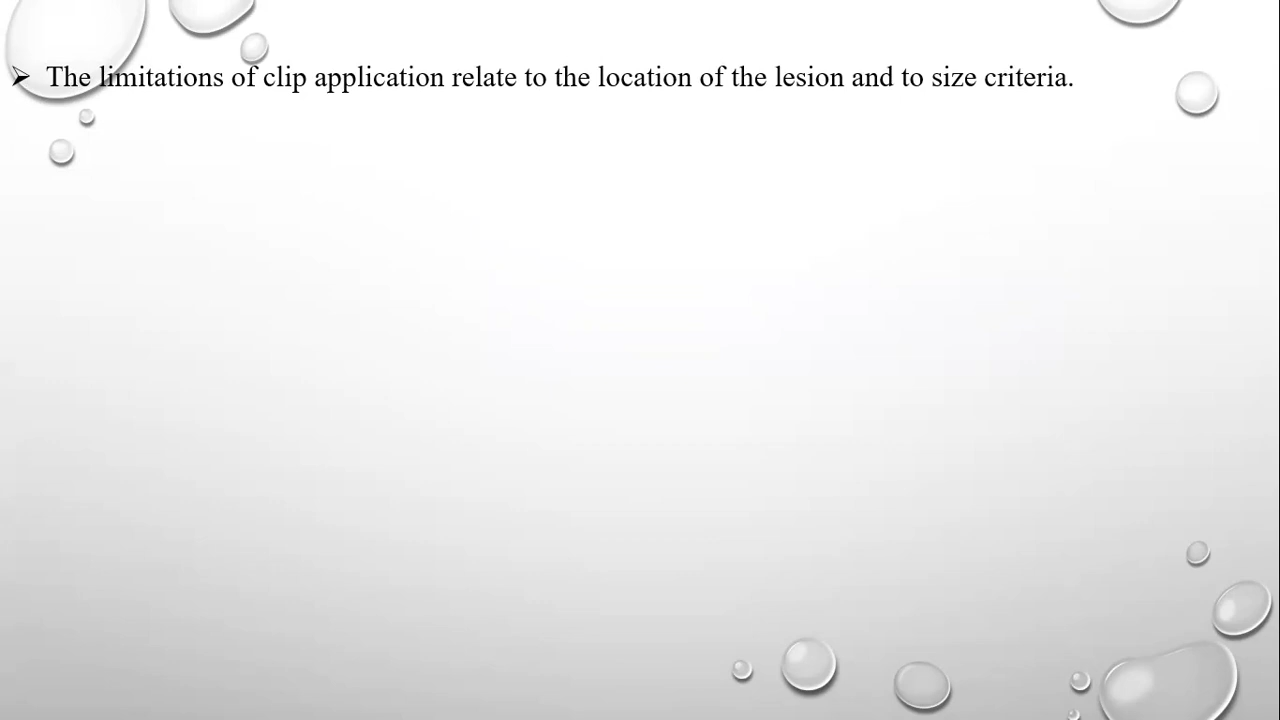 ➢ The limitations of clip application relate to the location of the lesion and to size criteria.